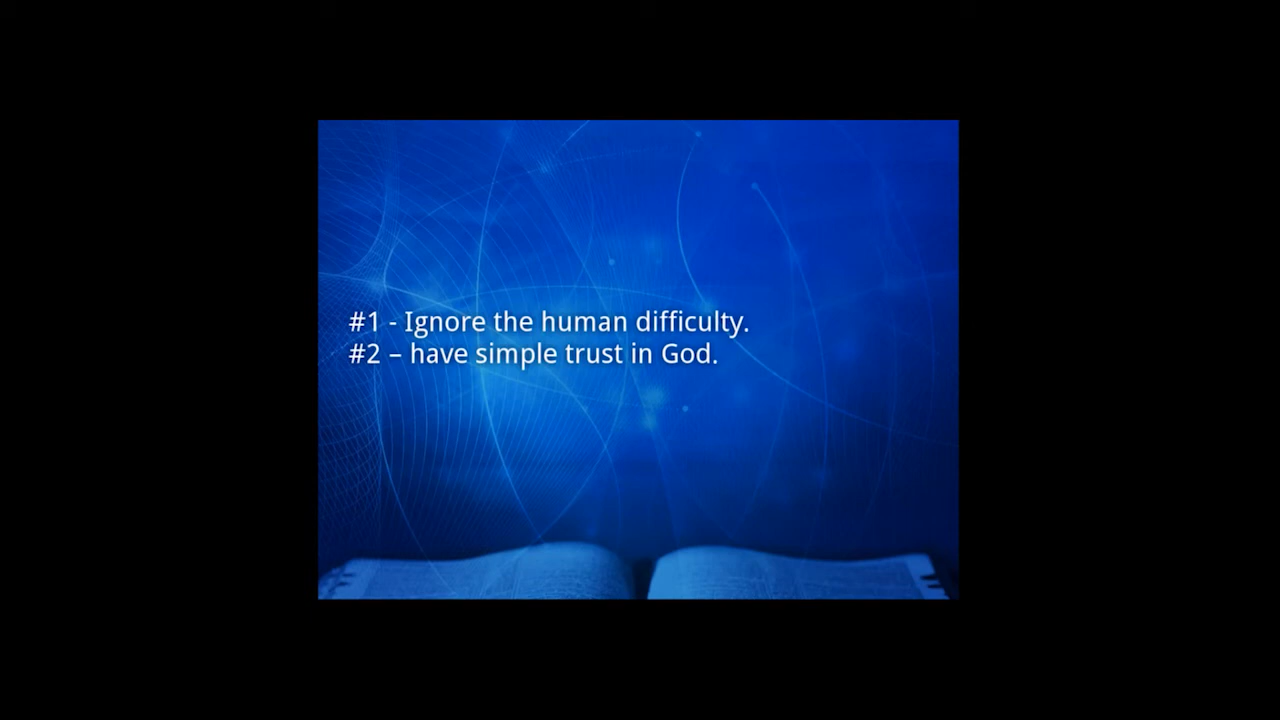 #1 - Ignore the human difficulty.
#2 – have simple trust in God.